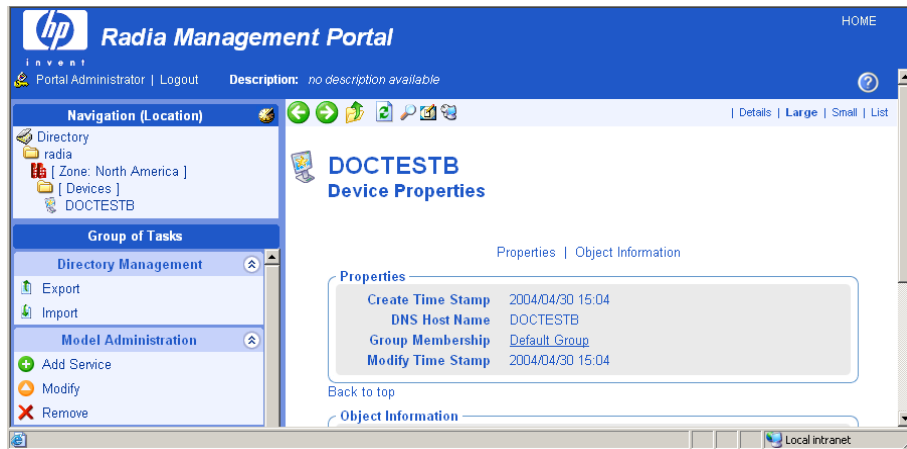 HOME
hp
Radia Management Portal
invent
Portal Administrator | Logout Description: no description available
?
Navigation (Location)
| Details | Large | Small | List
Directory
radia
[ Zone: North America ]
[ Devices ]
DOCTESTB
DOCTESTB
Device Properties
Group of Tasks
Directory Management
Export
Import
Model Administration
Add Service
Modify
Remove
Properties | Object Information
Properties
Create Time Stamp 2004/04/30 15:04
DNS Host Name DOCTESTB
Group Membership Default Group
Modify Time Stamp 2004/04/30 15:04
Back to top
Object Information
Local intranet